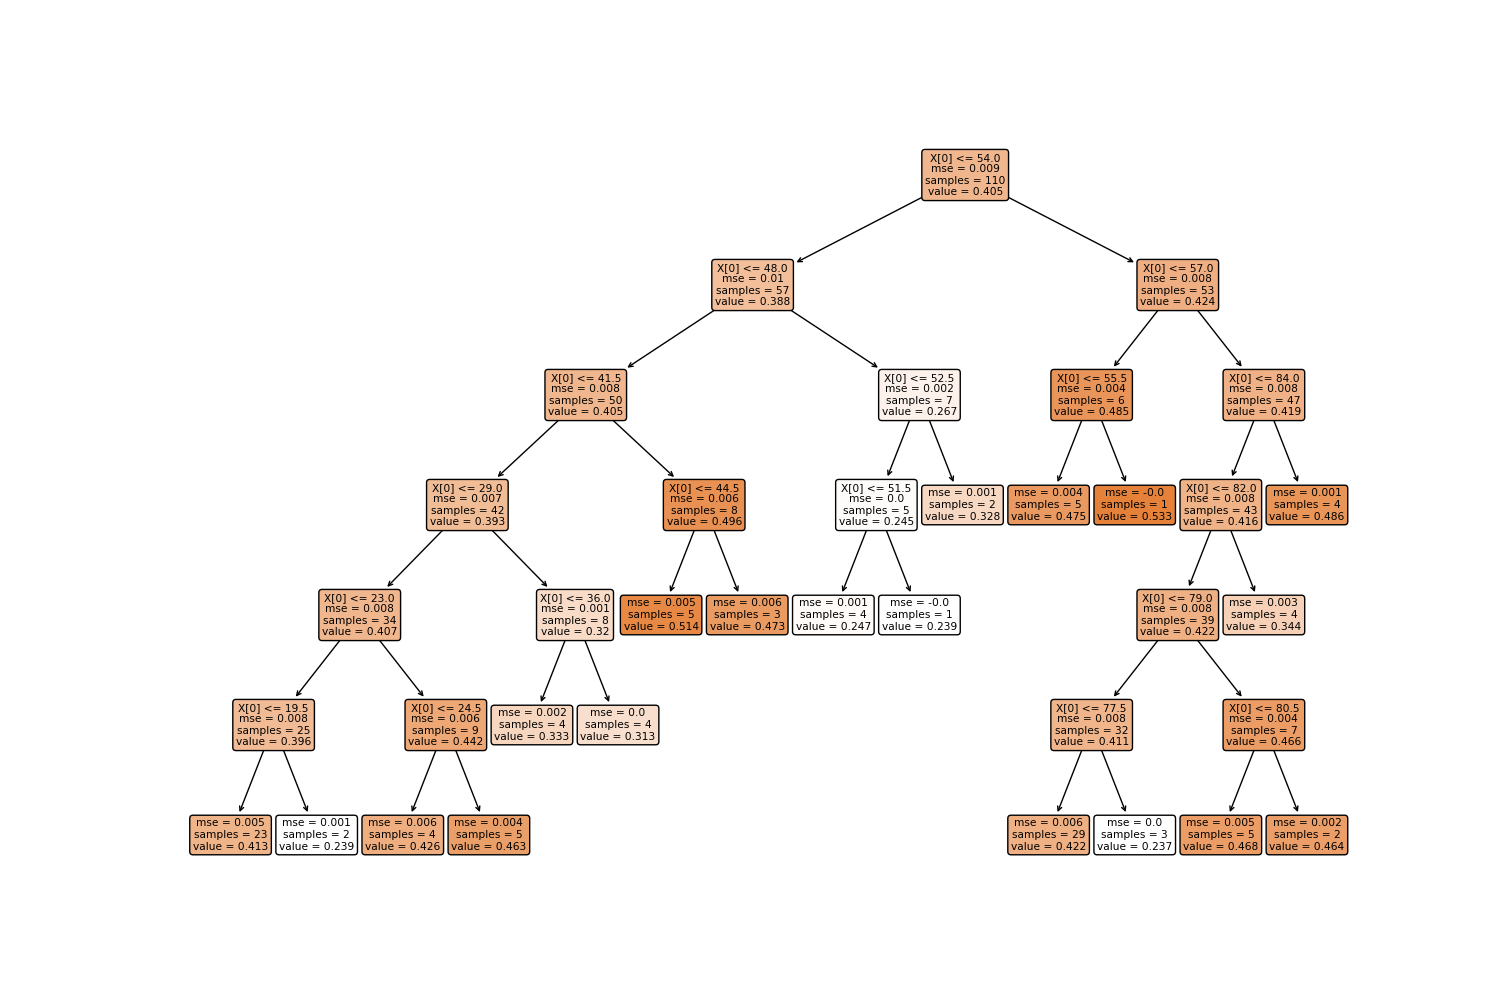 X[0] <= 54.0
mse = 0.009
samples = 110
value = 0.405
X[0] <= 48.0
mse = 0.01
samples = 57
value = 0.388
X[0] <= 57.0
mse = 0.008
samples = 53
value = 0.424
X[0] <= 41.5
mse = 0.008
samples = 50
value = 0.405
X[0] <= 52.5
mse = 0.002
samples = 7
value = 0.267
X[0] <= 55.5
mse = 0.004
samples = 6
value = 0.485
X[0] <= 84.0
mse = 0.008
samples = 47
value = 0.419
X[0] <= 29.0
mse = 0.007
samples = 42
value = 0.393
X[0] <= 44.5
mse = 0.006
samples = 8
value = 0.496
X[0] <= 51.5
mse = 0.0
samples = 5
value = 0.245
mse = 0.001
samples = 2
value = 0.328
mse = 0.004
samples = 5
value = 0.475
mse = -0.0
samples = 1
value = 0.533
X[0] <= 82.0
mse = 0.008
samples = 43
value = 0.416
mse = 0.001
samples = 4
value = 0.486
X[0] <= 23.0
mse = 0.008
samples = 34
value = 0.407
X[0] <= 36.0
mse = 0.001
samples = 8
value = 0.32
mse = 0.005
samples = 5
value = 0.514
mse = 0.006
samples = 3
value = 0.473
mse = 0.001
samples = 4
value = 0.247
mse = -0.0
samples = 1
value = 0.239
X[0] <= 79.0
mse = 0.008
samples = 39
value = 0.422
mse = 0.003
samples = 4
value = 0.344
X[0] <= 19.5
mse = 0.008
samples = 25
value = 0.396
X[0] <= 24.5
mse = 0.006
samples = 9
value = 0.442
mse = 0.002
samples = 4
value = 0.333
mse = 0.0
samples = 4
value = 0.313
X[0] <= 77.5
mse = 0.008
samples = 32
value = 0.411
X[0] <= 80.5
mse = 0.004
samples = 7
value = 0.466
mse = 0.005
samples = 23
value = 0.413
mse = 0.001
samples = 2
value = 0.239
mse = 0.006
samples = 4
value = 0.426
mse = 0.004
samples = 5
value = 0.463
mse = 0.006
samples = 29
value = 0.422
mse = 0.0
samples = 3
value = 0.237
mse = 0.005
samples = 5
value = 0.468
mse = 0.002
samples = 2
value = 0.464